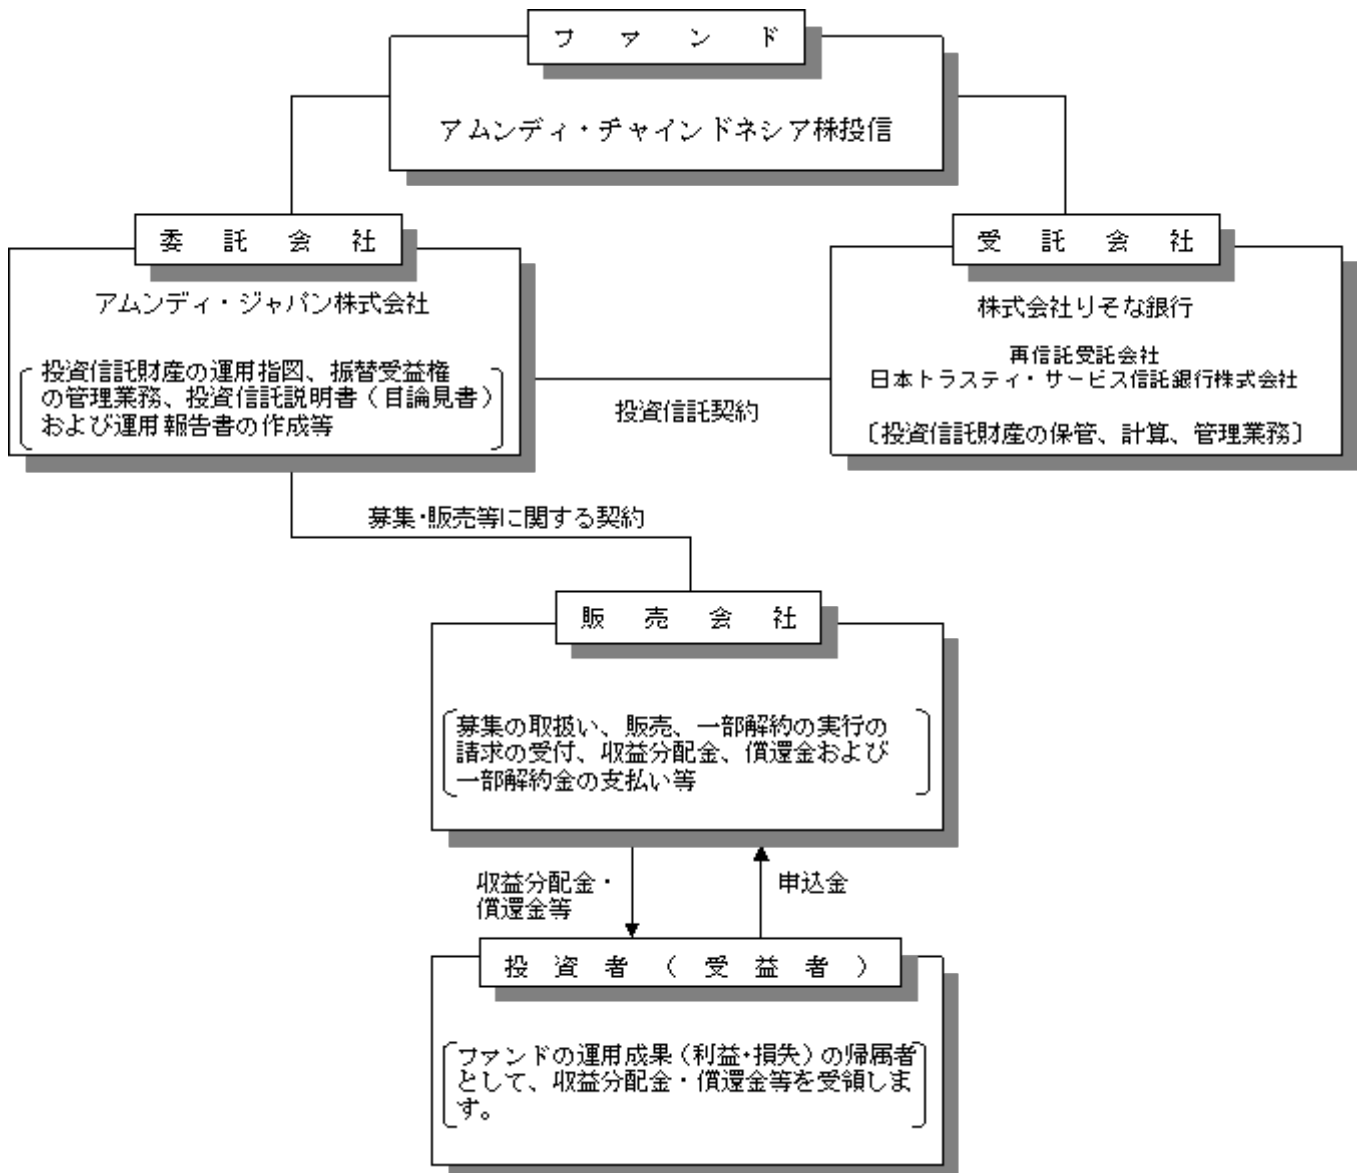 ファンド
アムンディ・チャインドネシア株投信
委託会社
アムンディ・ジャパン株式会社
投資信託財産の運用指図、振替受益権
の管理業務、投資信託説明書（目論見書）
および運用報告書の作成等
受託会社
株式会社りそな銀行
再信託受託会社
日本トラスティ・サービス信託銀行株式会社
〔投資信託財産の保管、計算、管理業務〕
投資信託契約
募集・販売等に関する契約
販売会社
募集の取扱い、販売、一部解約の実行の
請求の受付、収益分配金、償還金および
一部解約金の支払い等
収益分配金・
償還金等
申込金
投資者（受益者）
ファンドの運用成果（利益・損失）の帰属者
として、収益分配金・償還金等を受領しま
す。